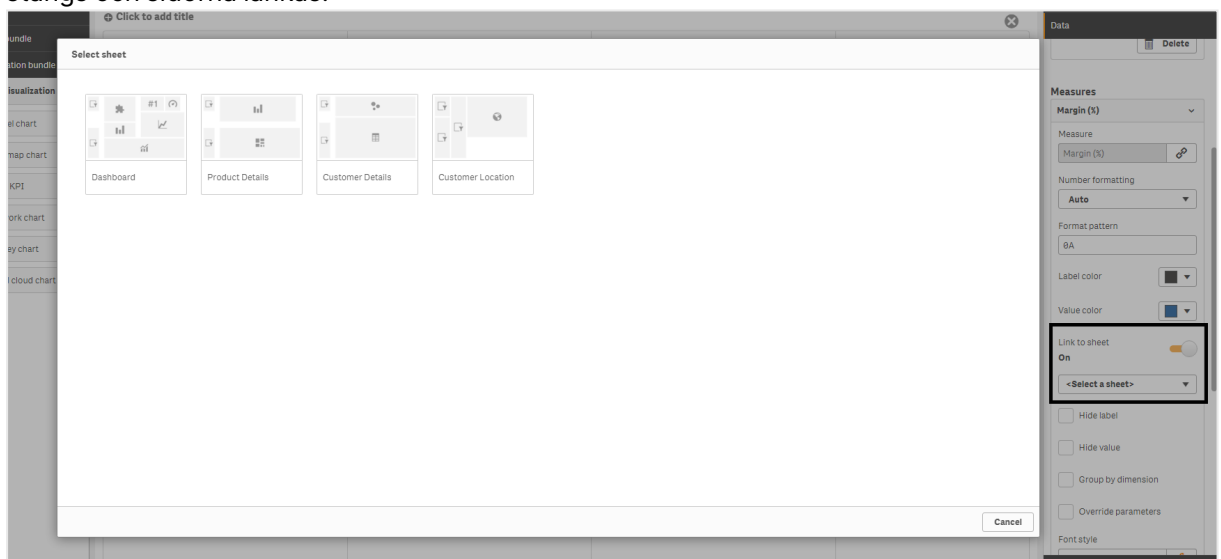 Click to add title
Data
bundle
Delete
Select sheet
ation bundle
isualization
Measures
Margin (%)
el chart
Measure
Margin (%)
map chart
#1
Dashboard
Product Details
Customer Details
Customer Location
Number formatting
KPI
Auto
ork chart
Format pattern
0A
ey chart
Label color
l cloud chart
Value color
Link to sheet
On
<Select a sheet>
Hide label
Hide value
Group by dimension
Override parameters
Cancel
Font style